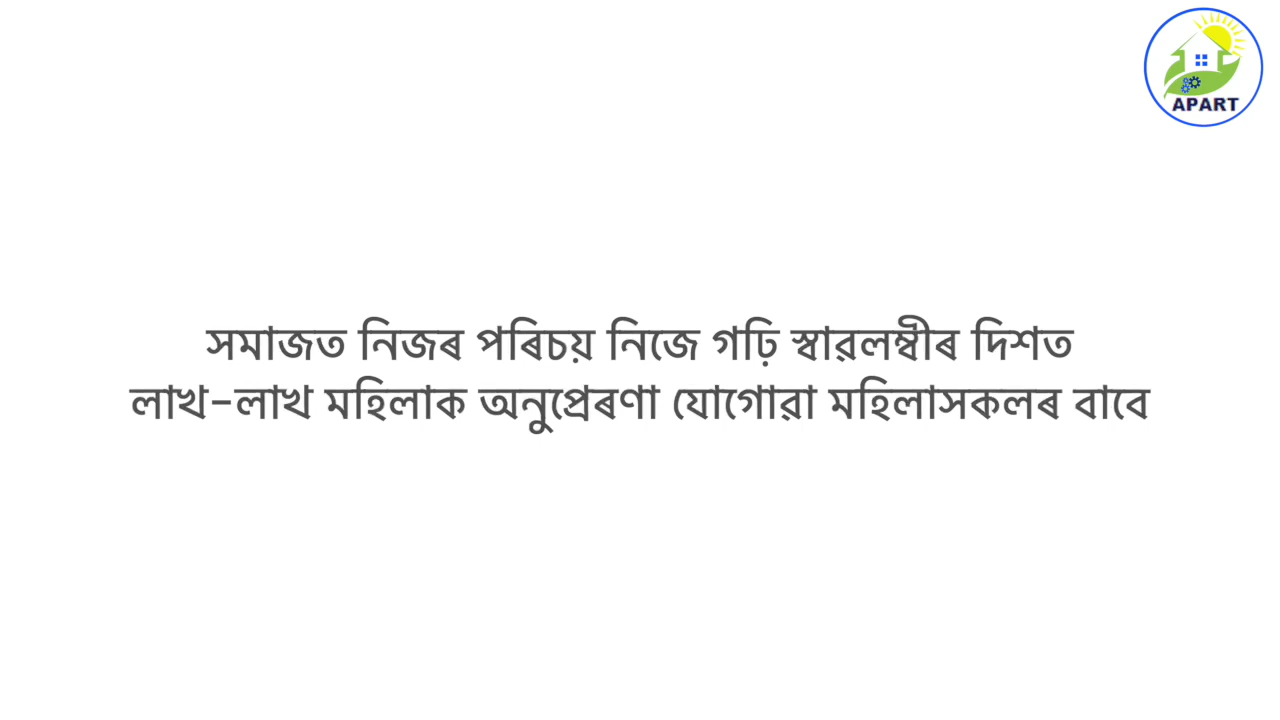 APART
সমাজত নিজৰ পৰিচয় নিজে গঢ়ি স্বাৱলম্বীৰ দিশত
লাখ-লাখ মহিলাক অনুপ্ৰেৰণা যোগোৱা মহিলাসকলৰ বাবে